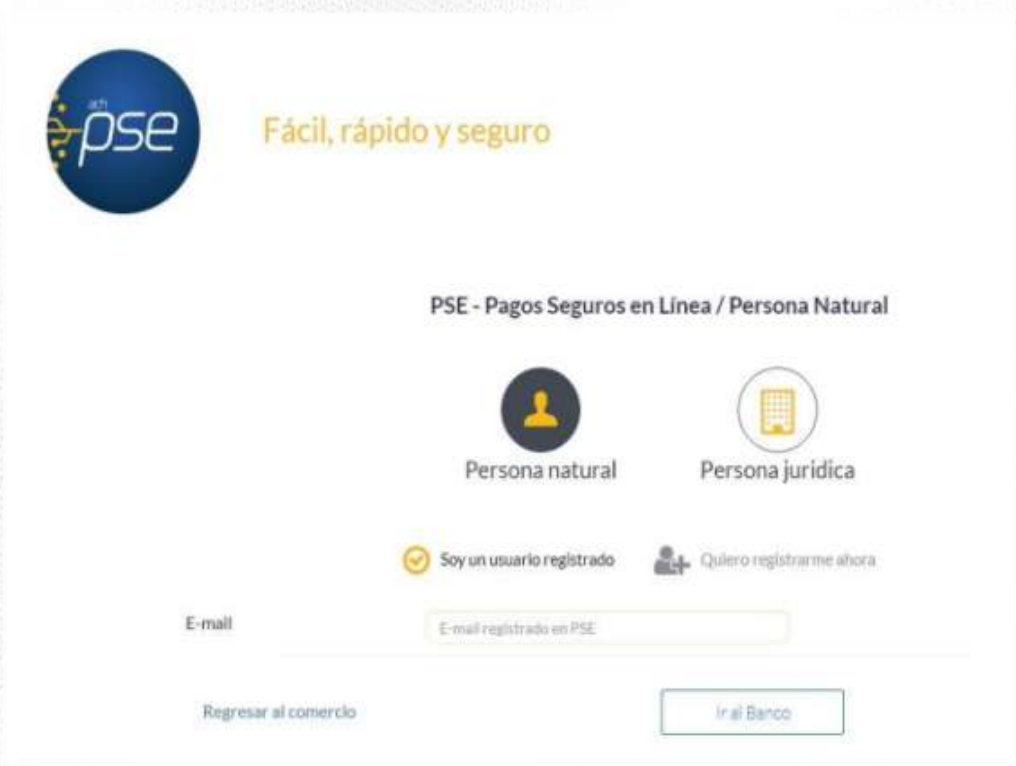 ach
pse
Fácil, rápido y seguro
PSE - Pagos Seguros en Línea / Persona Natural
Persona natural Persona juridica
Soy un usuario registrado Quiero registrarme ahora
E-mail E-mail registrado en PSE
Regresar al comercio Ir al Banco